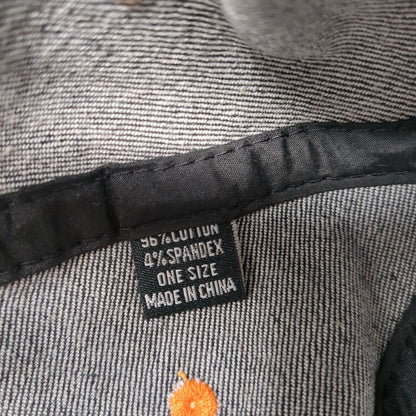 96%COTTON
4%SPANDEX
ONE SIZE
MADE IN CHINA